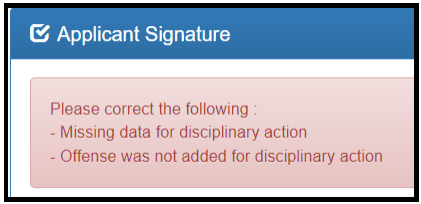 Applicant Signature
Please correct the following :
- Missing data for disciplinary action
- Offense was not added for disciplinary action